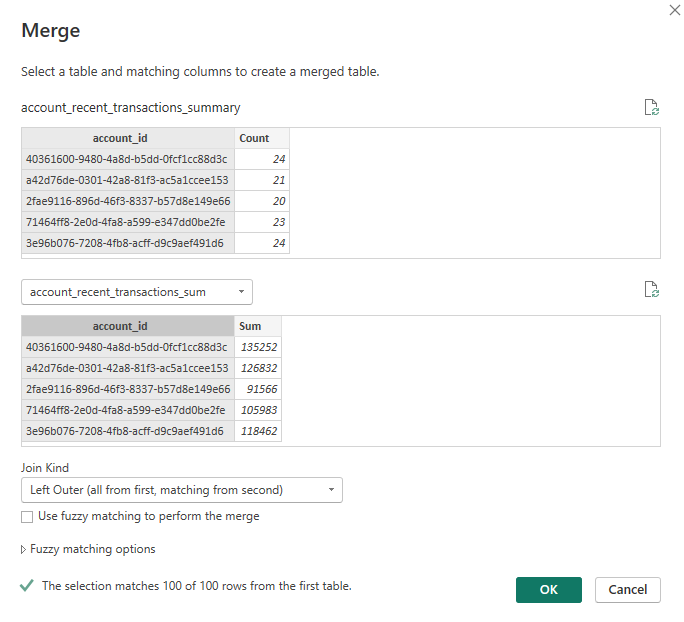 Merge
Select a table and matching columns to create a merged table.
account_recent_transactions_summary
account_id Count
40361600-9480-4a8d-b5dd-0fcf1cc88d3c 24
a42d76de-0301-42a8-81f3-ac5a1ccee153 21
2fae9116-896d-46f3-8337-b57d8e149e66 20
71464ff8-2e0d-4fa8-a599-e347dd0be2fe 23
3e96b076-7208-4fb8-acff-d9c9aef491d6 24
account_recent_transactions_sum
account_id Sum
40361600-9480-4a8d-b5dd-0fcf1cc88d3c 135252
a42d76de-0301-42a8-81f3-ac5a1ccee153 126832
2fae9116-896d-46f3-8337-b57d8e149e66 91566
71464ff8-2e0d-4fa8-a599-e347dd0be2fe 105983
3e96b076-7208-4fb8-acff-d9c9aef491d6 118462
Join Kind
Left Outer (all from first, matching from second)
Use fuzzy matching to perform the merge
Fuzzy matching options
The selection matches 100 of 100 rows from the first table.
OK Cancel